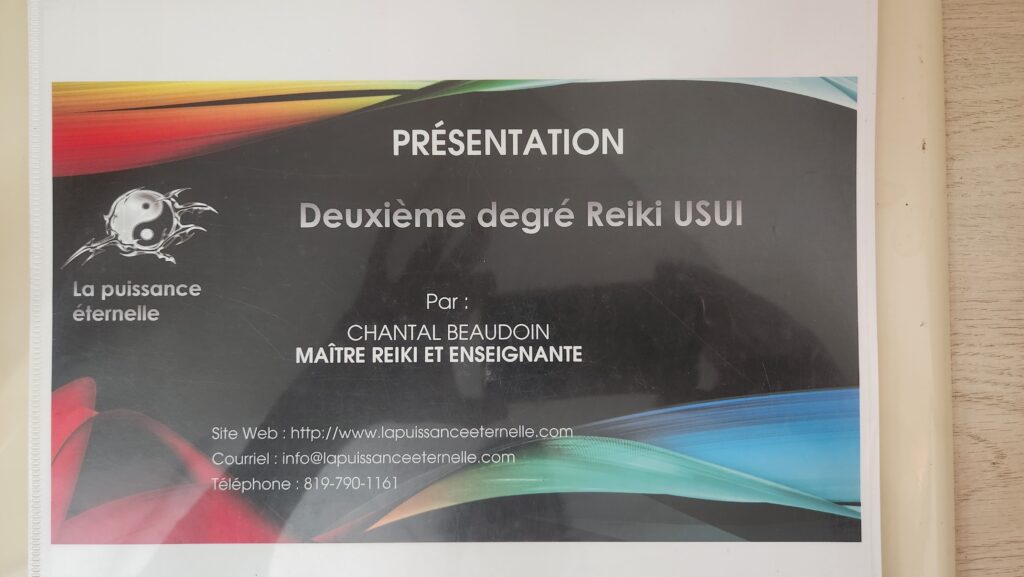 PRÉSENTATION
Deuxième degré Reiki USUI
La puissance
éternelle
Par :
CHANTAL BEAUDOIN
MAÎTRE REIKI ET ENSEIGNANTE
Site Web : http://www.lapuissanceeternelle.com
Courriel : info@lapuissanceeternelle.com
Téléphone : 819-790-1161